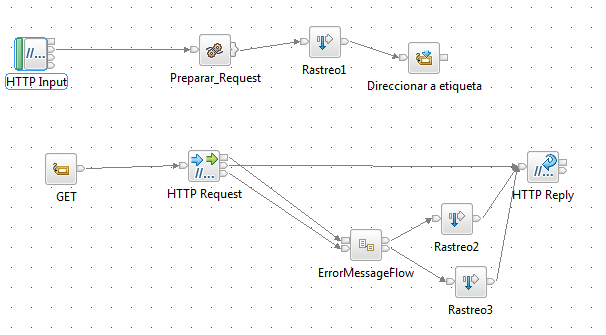 HTTP Input
Preparar_Request
Rastreo1
Direccionar a etiqueta
GET
HTTP Request
HTTP Reply
ErrorMessageFlow
Rastreo2
Rastreo3